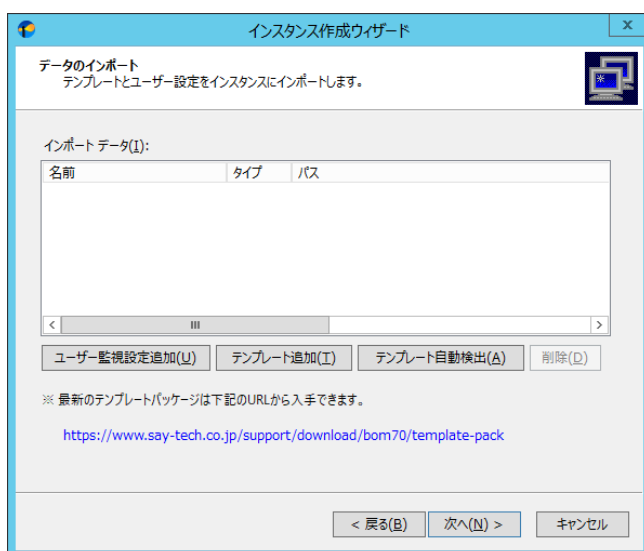 インスタンス作成ウィザード
x
データのインポート
テンプレートとユーザー設定をインスタンスにインポートします。
インポート データ(I):
名前 タイプ パス
ユーザー監視設定追加(U) テンプレート追加(T) テンプレート自動検出(A) 削除(D)
※ 最新のテンプレートパッケージは下記のURLから入手できます。
https://www.say-tech.co.jp/support/download/bom70/template-pack
< 戻る(B) 次へ(N) > キャンセル